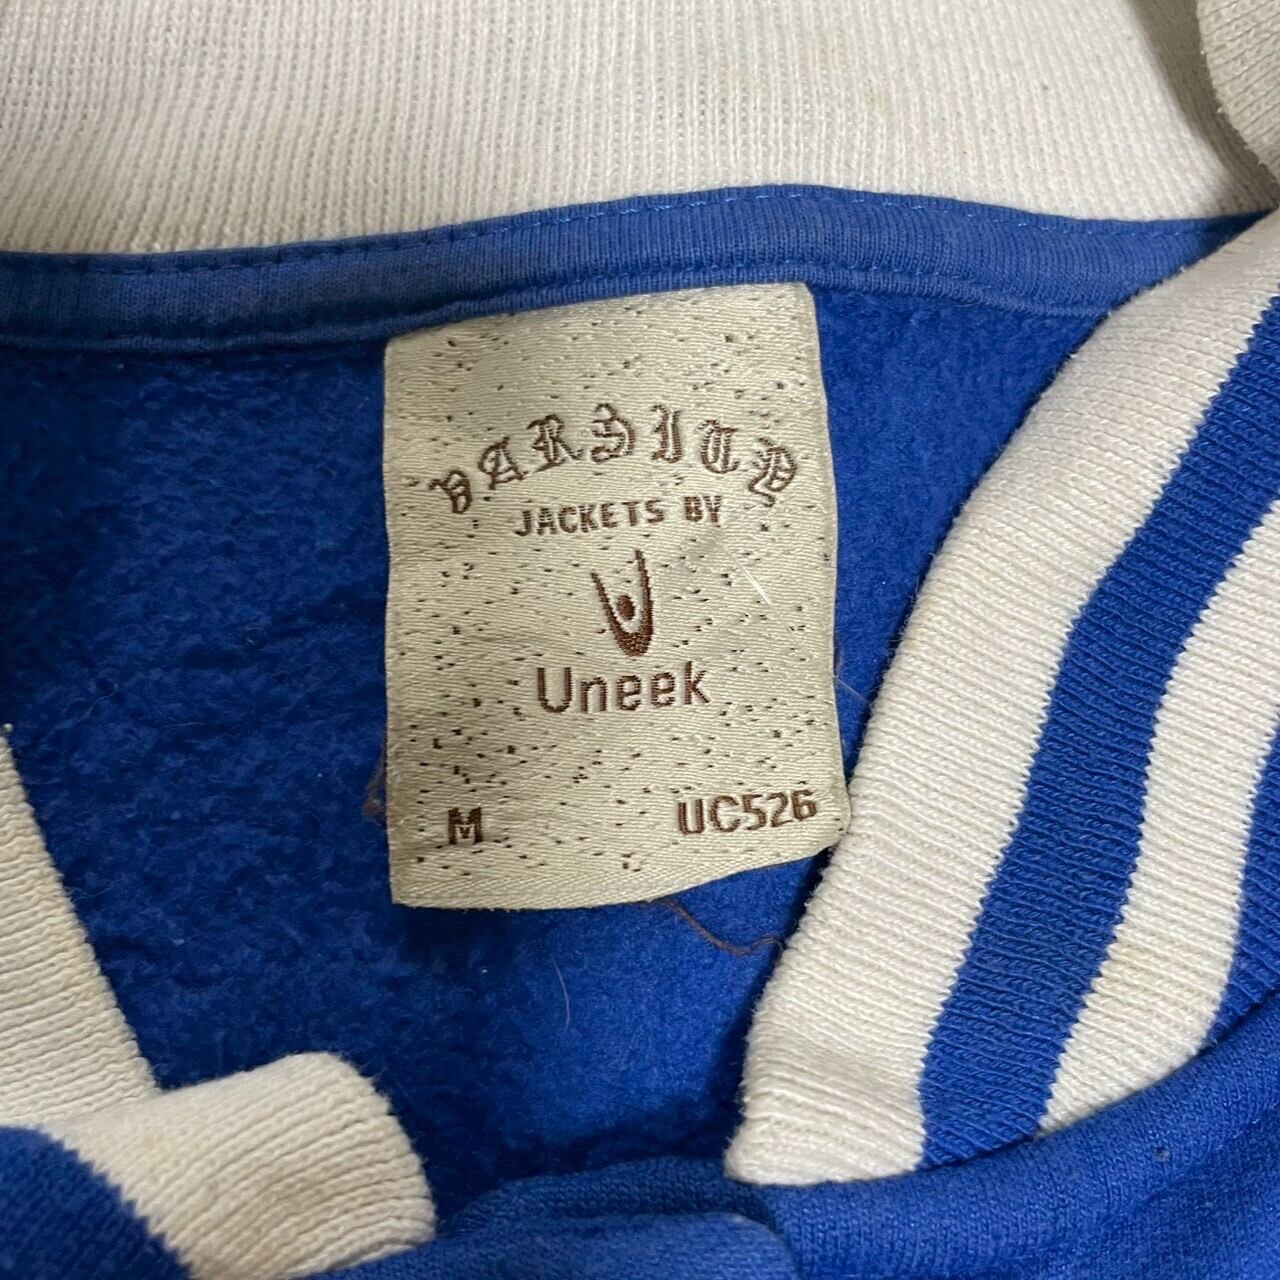 VARSITY
JACKETS BY
Uneek
M UC526